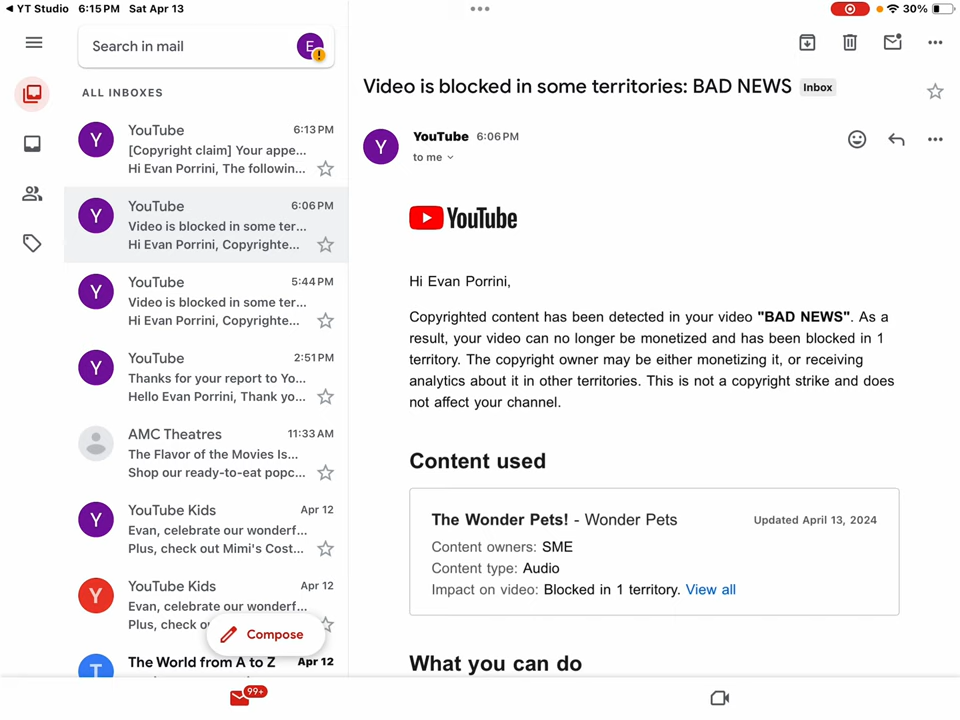 YT Studio 6:15 PM Sat Apr 13
30%
Search in mail
E
ALL INBOXES
Y
YouTube 6:13 PM
[Copyright claim] Your appe...
Hi Evan Porrini, The followin...
Y
YouTube 6:06 PM
Video is blocked in some ter...
Hi Evan Porrini, Copyrighte...
Y
YouTube 5:44 PM
Video is blocked in some ter...
Hi Evan Porrini, Copyrighte...
Y
YouTube 2:51 PM
Thanks for your report to Yo...
Hello Evan Porrini, Thank yo...
AMC Theatres 11:33 AM
The Flavor of the Movies Is...
Shop our ready-to-eat popc...
Y
YouTube Kids Apr 12
Evan, celebrate our wonderf...
Plus, check out Mimi's Cost...
Y
YouTube Kids Apr 12
Evan, celebrate our wonderf...
Plus, check o
Compose
T
The World from A to Z Apr 12
99+
Video is blocked in some territories: BAD NEWS Inbox
Y
YouTube 6:06 PM
to me
YouTube
Hi Evan Porrini,
Copyrighted content has been detected in your video "BAD NEWS". As a
result, your video can no longer be monetized and has been blocked in 1
territory. The copyright owner may be either monetizing it, or receiving
analytics about it in other territories. This is not a copyright strike and does
not affect your channel.
Content used
The Wonder Pets! - Wonder Pets Updated April 13, 2024
Content owners: SME
Content type: Audio
Impact on video: Blocked in 1 territory. View all
What you can do